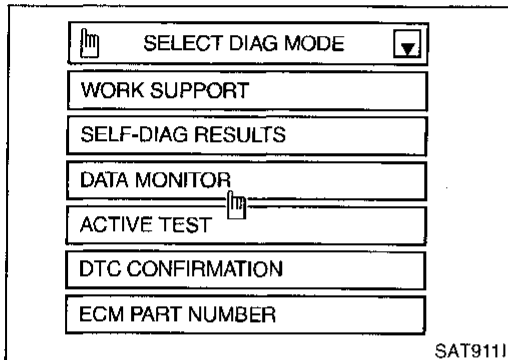 SELECT DIAG MODE
WORK SUPPORT
SELF-DIAG RESULTS
DATA MONITOR
ACTIVE TEST
DTC CONFIRMATION
ECM PART NUMBER
SAT911J